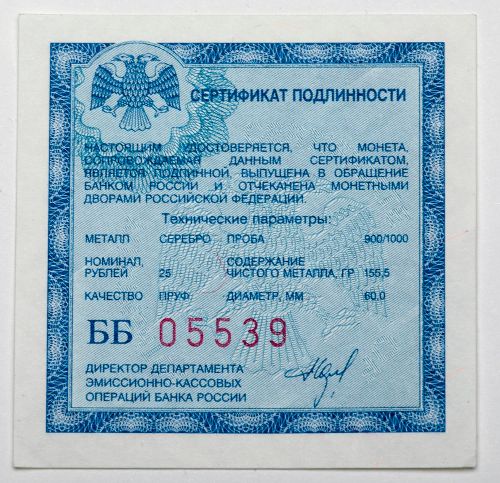 СЕРТИФИКАТ ПОДЛИННОСТИ
НАСТОЯЩИМ УДОСТОВЕРЯЕТСЯ, ЧТО МОНЕТА,
СОПРОВОЖДАЕМАЯ ДАННЫМ СЕРТИФИКАТОМ,
ЯВЛЯЕТСЯ ПОДЛИННОЙ, ВЫПУЩЕНА В ОБРАЩЕНИЕ
БАНКОМ РОССИИ И ОТЧЕКАНЕНА МОНЕТНЫМИ
ДВОРАМИ РОССИЙСКОЙ ФЕДЕРАЦИИ.
Технические параметры:
МЕТАЛЛ СЕРЕБРО ПРОБА 900/1000
НОМИНАЛ, СОДЕРЖАНИЕ
РУБЛЕЙ 25 ЧИСТОГО МЕТАЛЛА, ГР 155,5
КАЧЕСТВО ПРУФ. ДИАМЕТР, ММ 60,0
ББ 05539
ДИРЕКТОР ДЕПАРТАМЕНТА
ЭМИССИОННО-КАССОВЫХ
ОПЕРАЦИЙ БАНКА РОССИИ